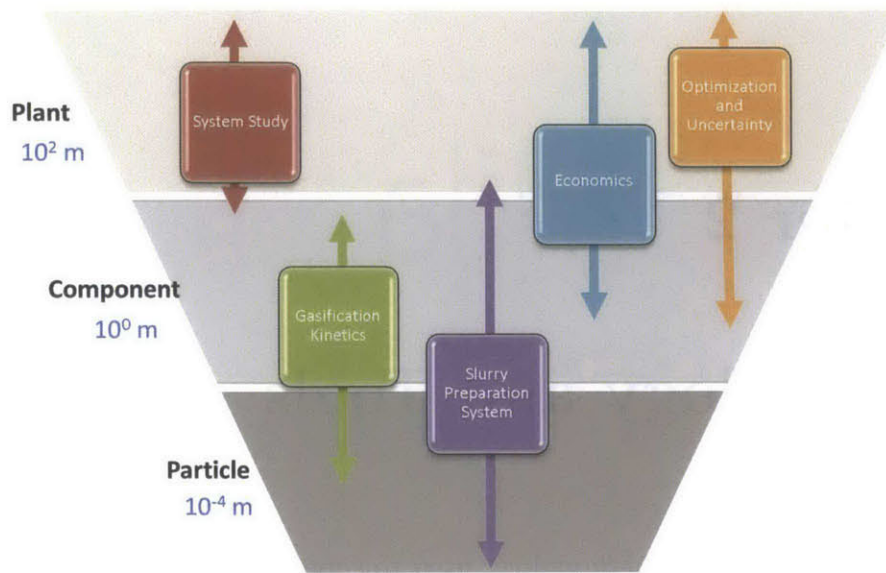 System Study
Optimization
and
Uncertainty
Plant
10² m
Economics
Component
10⁰ m
Gasification
Kinetics
Slurry
Preparation
System
Particle
10⁻⁴ m